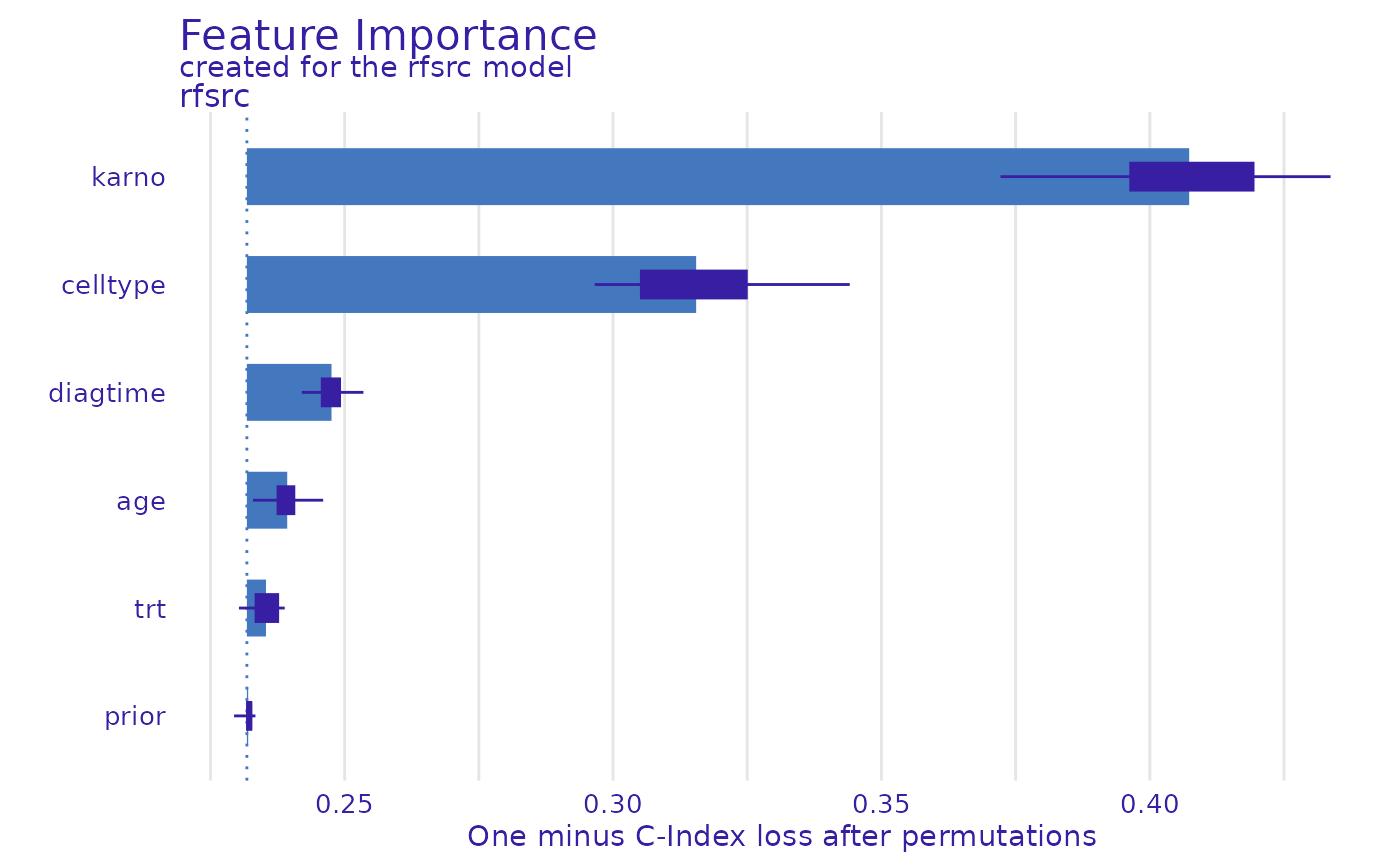 Feature Importance
created for the rfsrc model
rfsrc
karno
celltype
diagtime
age
trt
prior
0.25 0.30 0.35 0.40
One minus C-Index loss after permutations